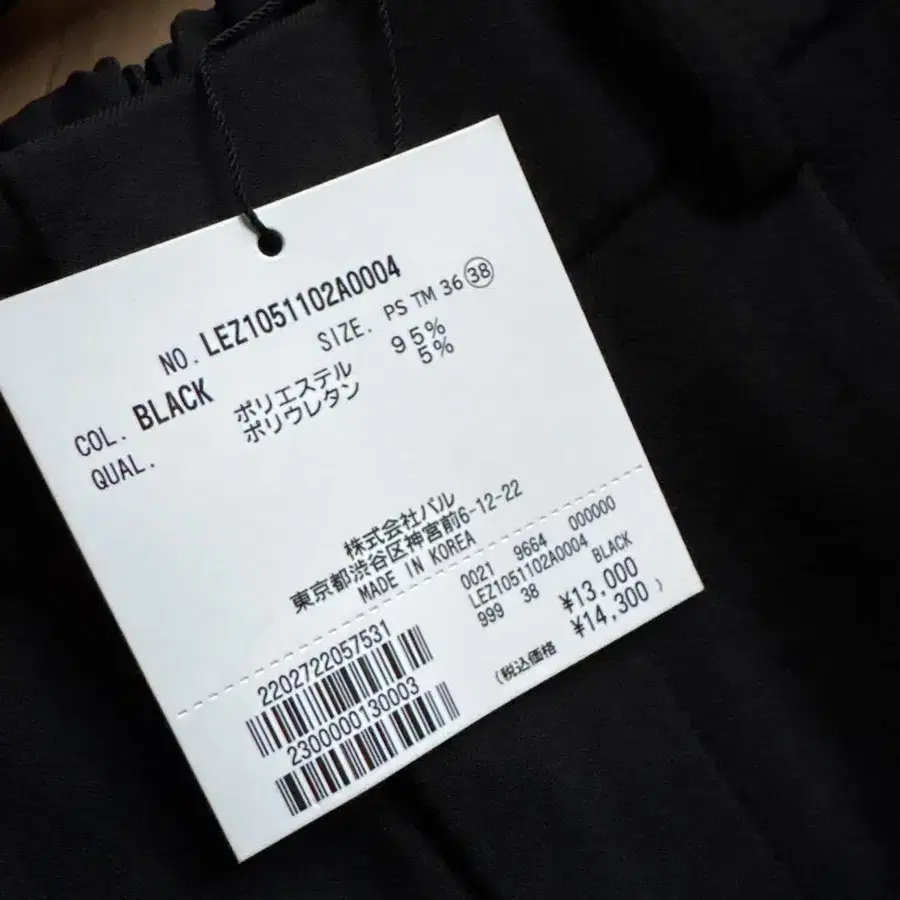 NO. LEZ1051102A0004
SIZE. PS TM 36 38
COL. BLACK
QUAL. ポリエステル 95%
ポリウレタン 5%
株式会社パル
東京都渋谷区神宮前6-12-22
MADE IN KOREA
0021 9664 000000
LEZ1051102A0004 BLACK
999 38
¥13,000
(税込価格 ¥14,300 )
2202722057531
2300000130003